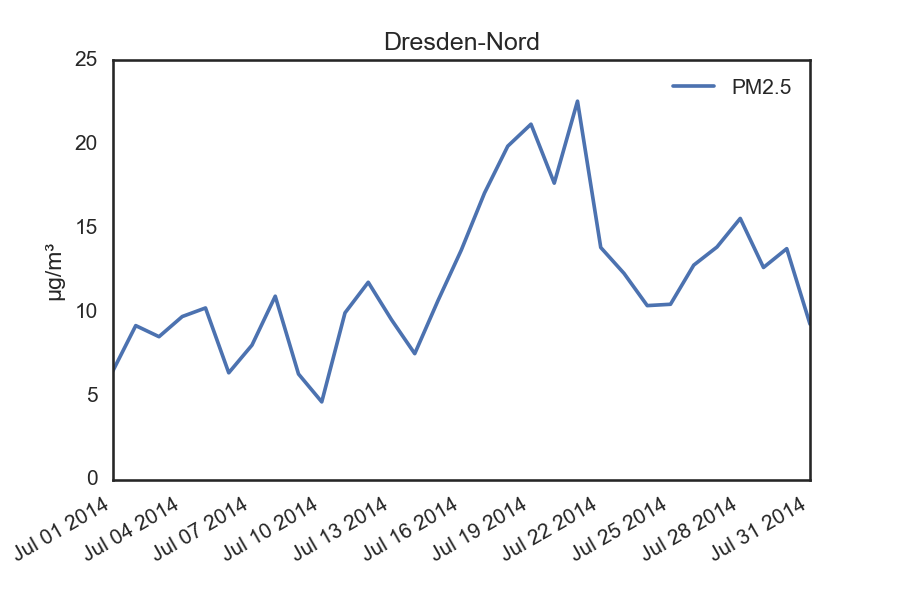 Dresden-Nord
25
20
15
10
5
0
µg/m³
PM2.5
Jul 01 2014
Jul 04 2014
Jul 07 2014
Jul 10 2014
Jul 13 2014
Jul 16 2014
Jul 19 2014
Jul 22 2014
Jul 25 2014
Jul 28 2014
Jul 31 2014